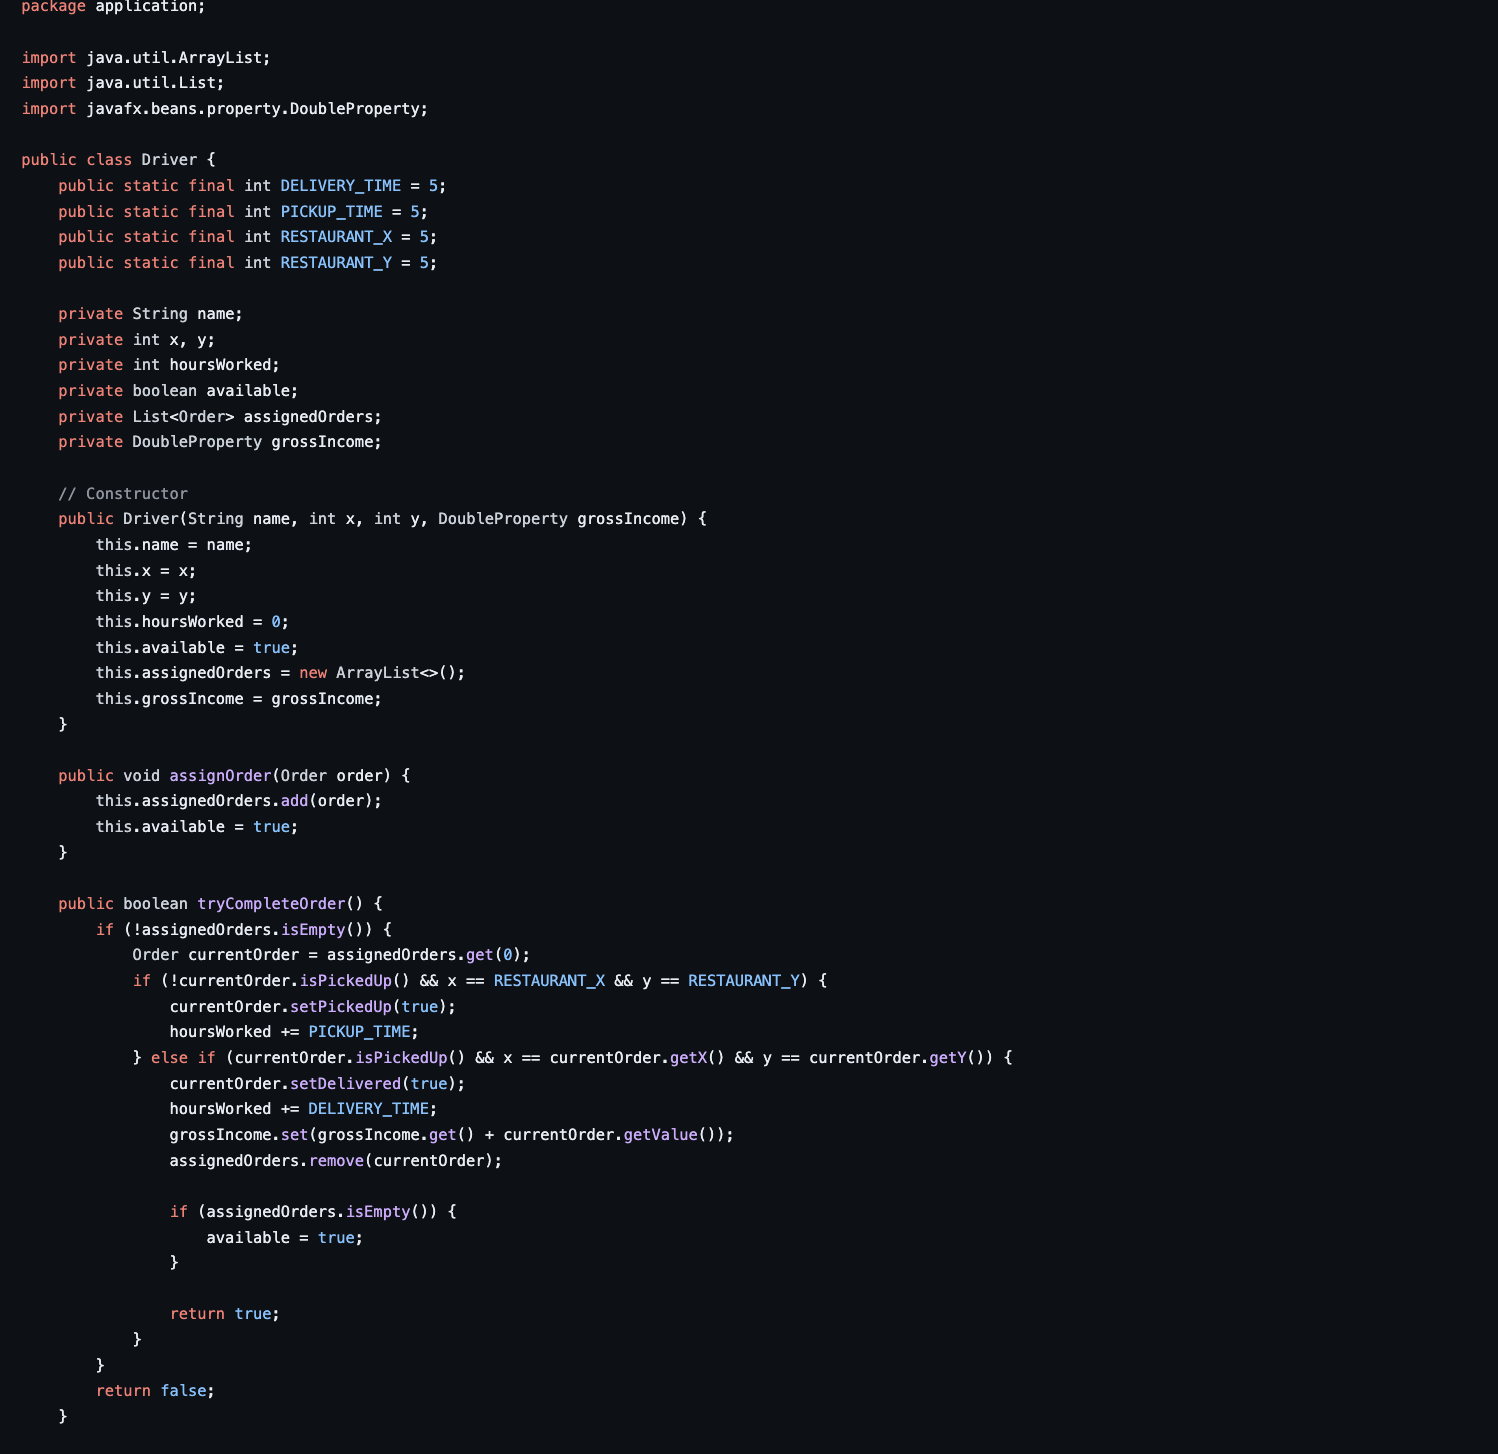 package application;

import java.util.ArrayList;
import java.util.List;
import javafx.beans.property.DoubleProperty;

public class Driver {
    public static final int DELIVERY_TIME = 5;
    public static final int PICKUP_TIME = 5;
    public static final int RESTAURANT_X = 5;
    public static final int RESTAURANT_Y = 5;

    private String name;
    private int x, y;
    private int hoursWorked;
    private boolean available;
    private List<Order> assignedOrders;
    private DoubleProperty grossIncome;

    // Constructor
    public Driver(String name, int x, int y, DoubleProperty grossIncome) {
        this.name = name;
        this.x = x;
        this.y = y;
        this.hoursWorked = 0;
        this.available = true;
        this.assignedOrders = new ArrayList<>();
        this.grossIncome = grossIncome;
    }

    public void assignOrder(Order order) {
        this.assignedOrders.add(order);
        this.available = true;
    }

    public boolean tryCompleteOrder() {
        if (!assignedOrders.isEmpty()) {
            Order currentOrder = assignedOrders.get(0);
            if (!currentOrder.isPickedUp() && x == RESTAURANT_X && y == RESTAURANT_Y) {
                currentOrder.setPickedUp(true);
                hoursWorked += PICKUP_TIME;
            } else if (currentOrder.isPickedUp() && x == currentOrder.getX() && y == currentOrder.getY()) {
                currentOrder.setDelivered(true);
                hoursWorked += DELIVERY_TIME;
                grossIncome.set(grossIncome.get() + currentOrder.getValue());
                assignedOrders.remove(currentOrder);

                if (assignedOrders.isEmpty()) {
                    available = true;
                }

                return true;
            }
        }
        return false;
    }